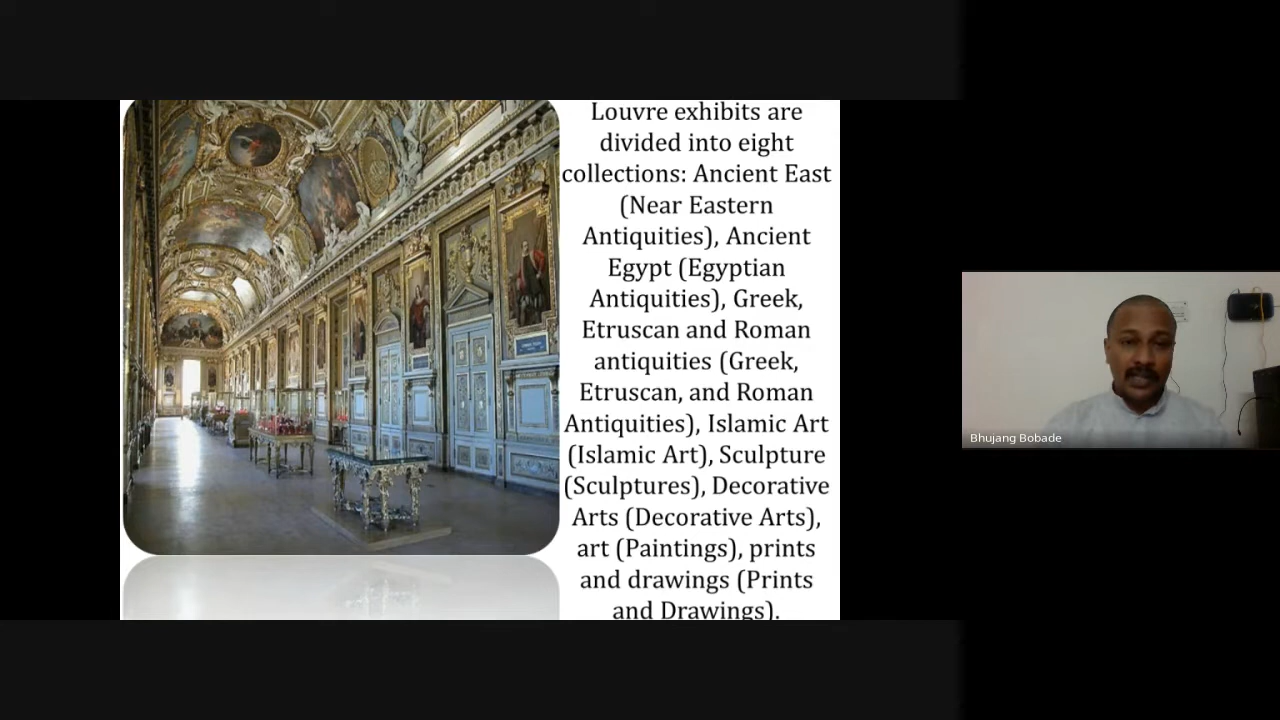 Louvre exhibits are
divided into eight
collections: Ancient East
(Near Eastern
Antiquities), Ancient
Egypt (Egyptian
Antiquities), Greek,
Etruscan and Roman
antiquities (Greek,
Etruscan, and Roman
Antiquities), Islamic Art
(Islamic Art), Sculpture
(Sculptures), Decorative
Arts (Decorative Arts),
art (Paintings), prints
and drawings (Prints
and Drawings).
Bhujang Bobade